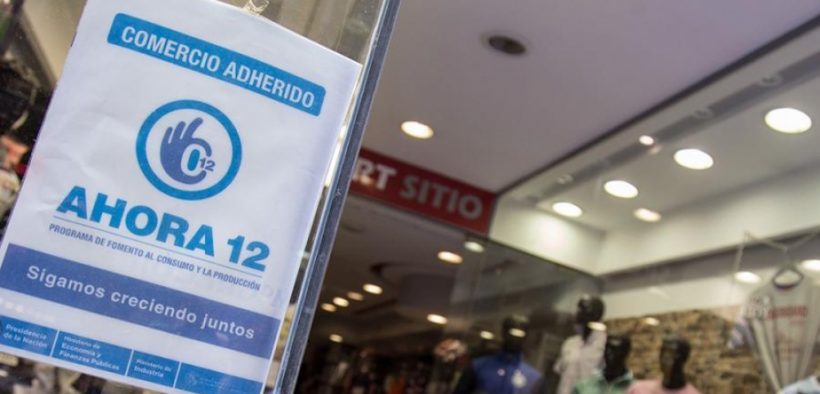 COMERCIO ADHERIDO
12
AHORA 12
PROGRAMA DE FOMENTO AL CONSUMO Y LA PRODUCCIÓN
Sigamos creciendo juntos
Presidencia
de la Nación
Ministerio de
Economía y
Finanzas Públicas
Ministerio de
Industria
RT SITIO